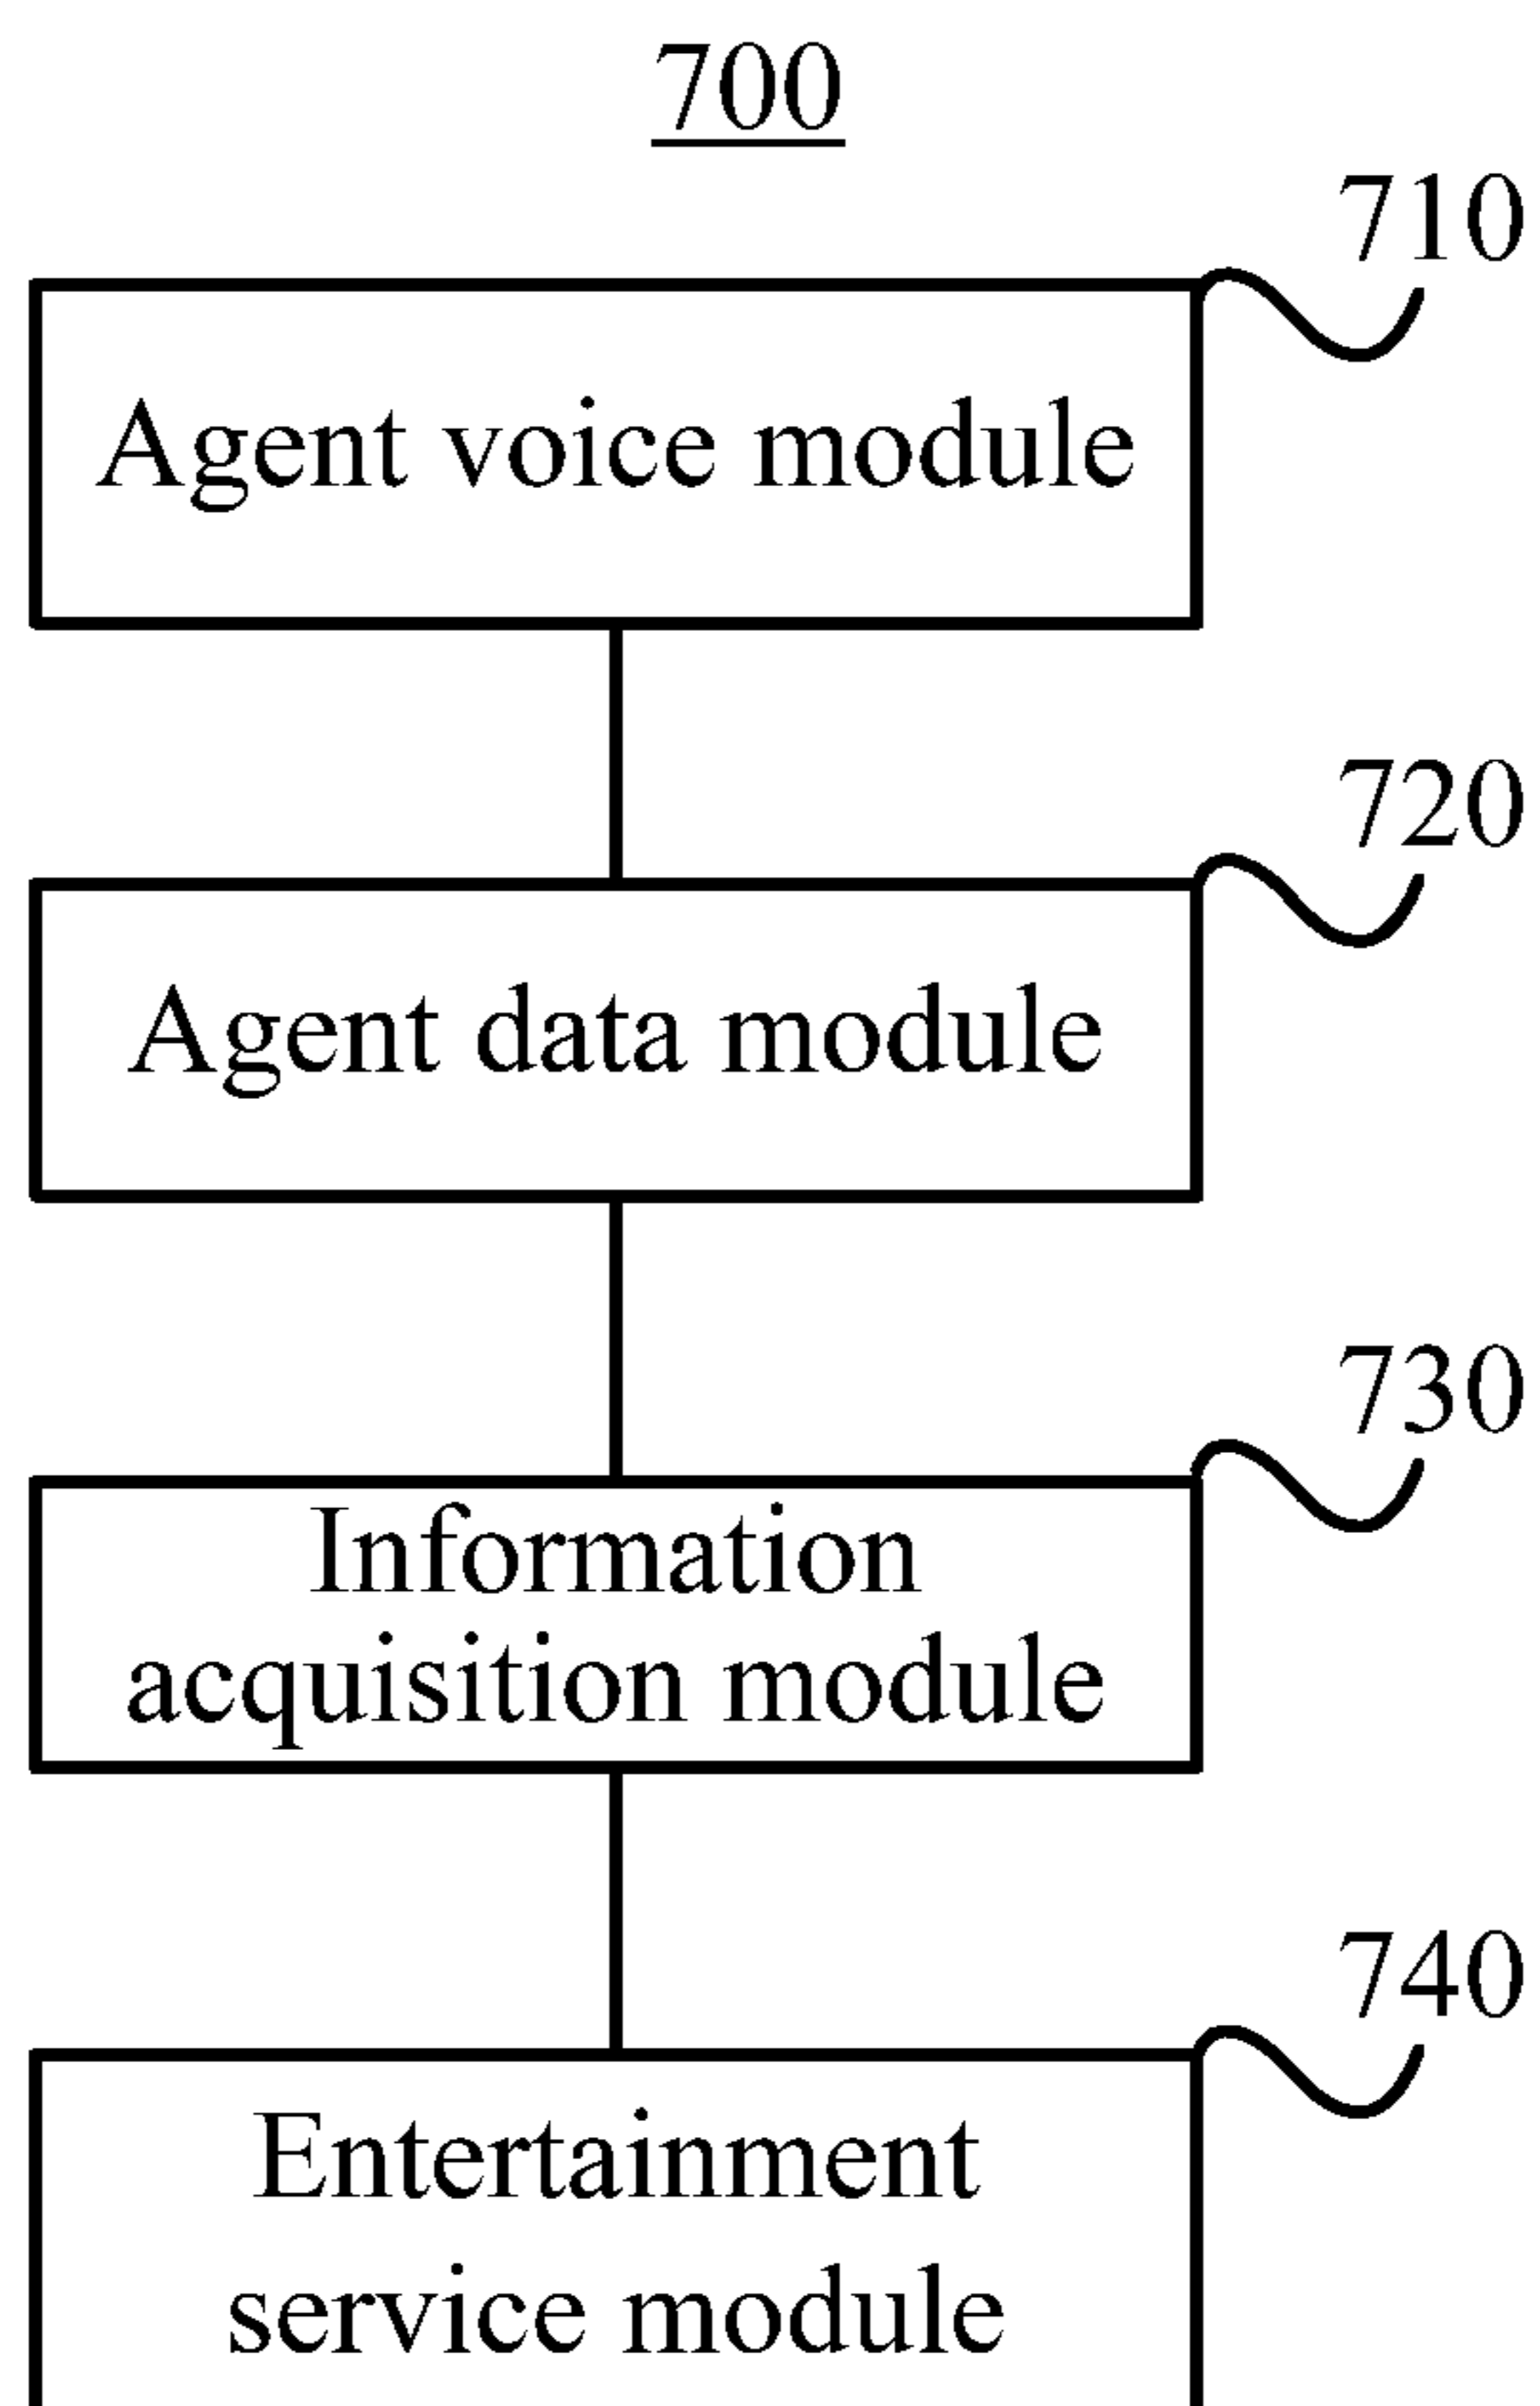 700
710
Agent voice module
720
Agent data module
730
Information
acquisition module
740
Entertainment
service module